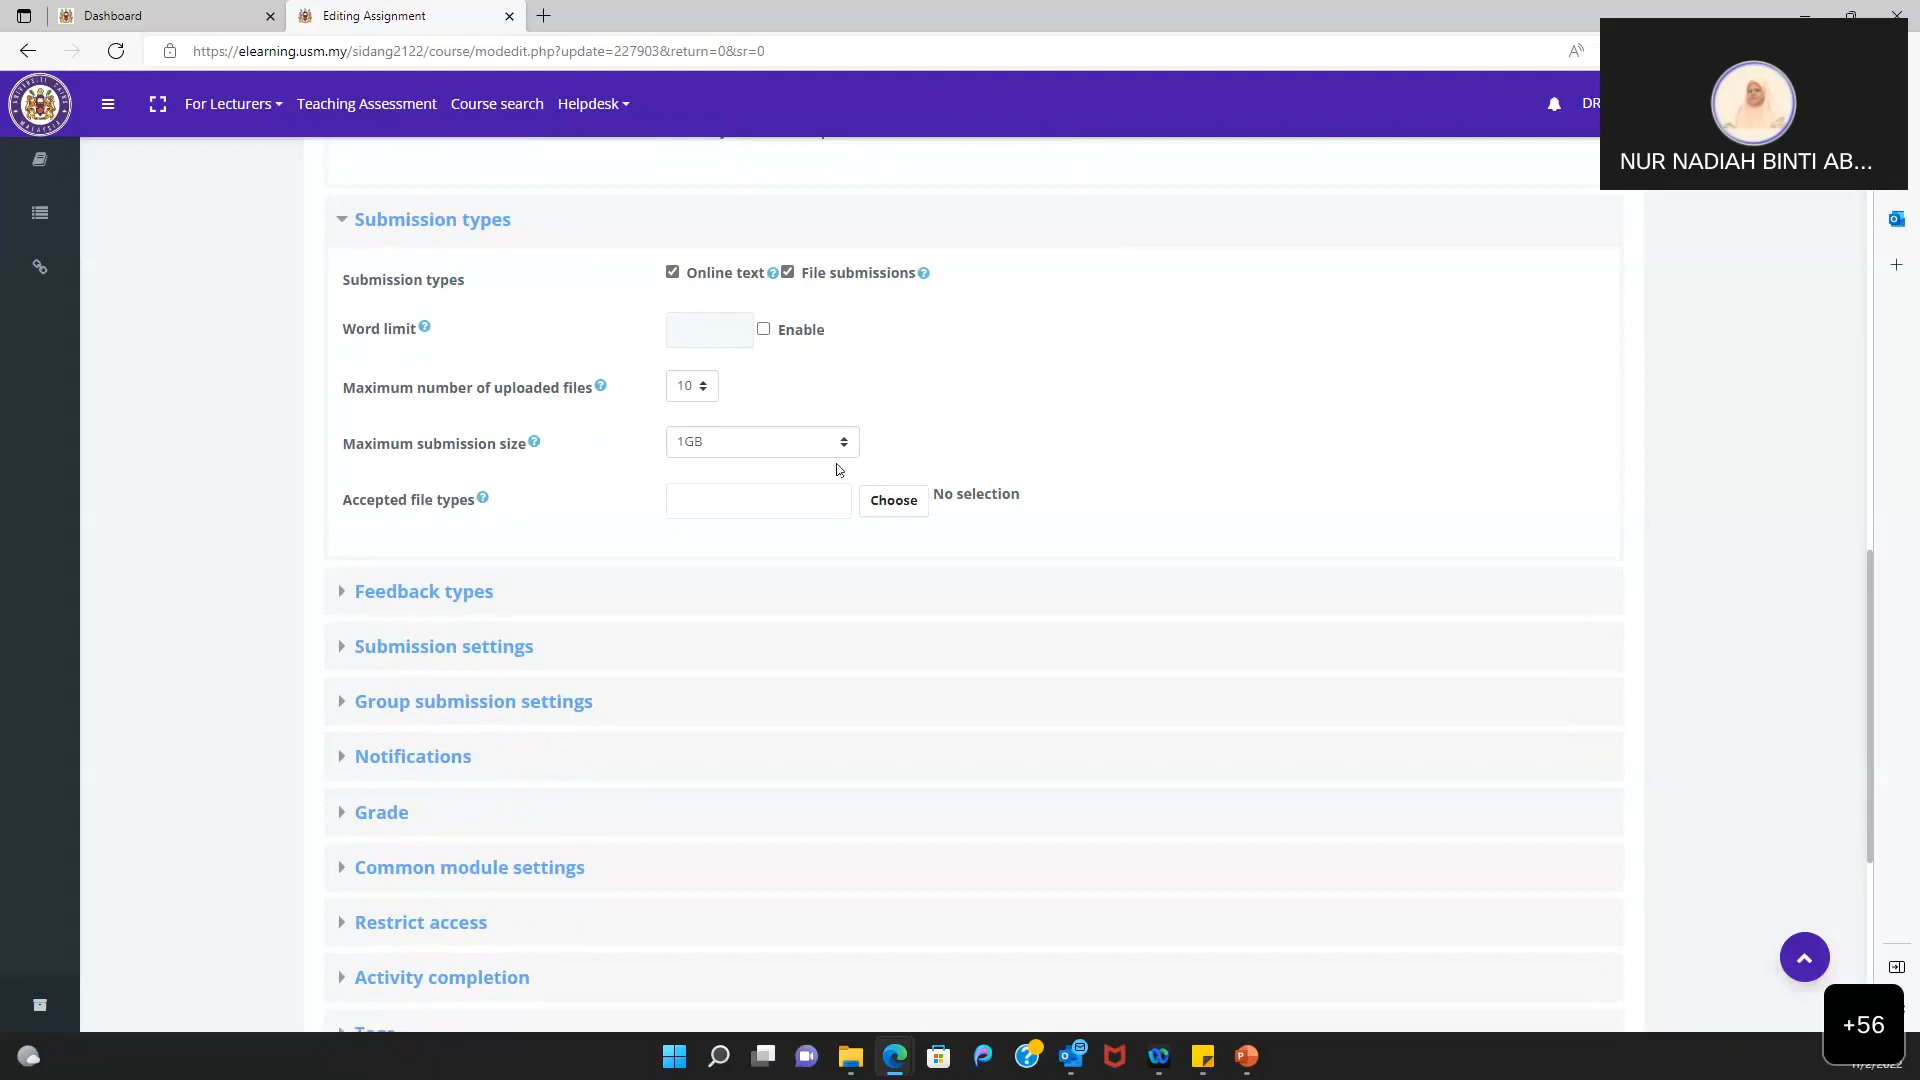 Dashboard
Editing Assignment
https://elearning.usm.my/sidang2122/course/modedit.php?update=227903&return=0&sr=0
For Lecturers
Teaching Assessment
Course search
Helpdesk
DR
NUR NADIAH BINTI AB...
Submission types
Submission types
Online text
File submissions
Word limit
Enable
Maximum number of uploaded files
10
Maximum submission size
1GB
Accepted file types
Choose
No selection
Feedback types
Submission settings
Group submission settings
Notifications
Grade
Common module settings
Restrict access
Activity completion
+56